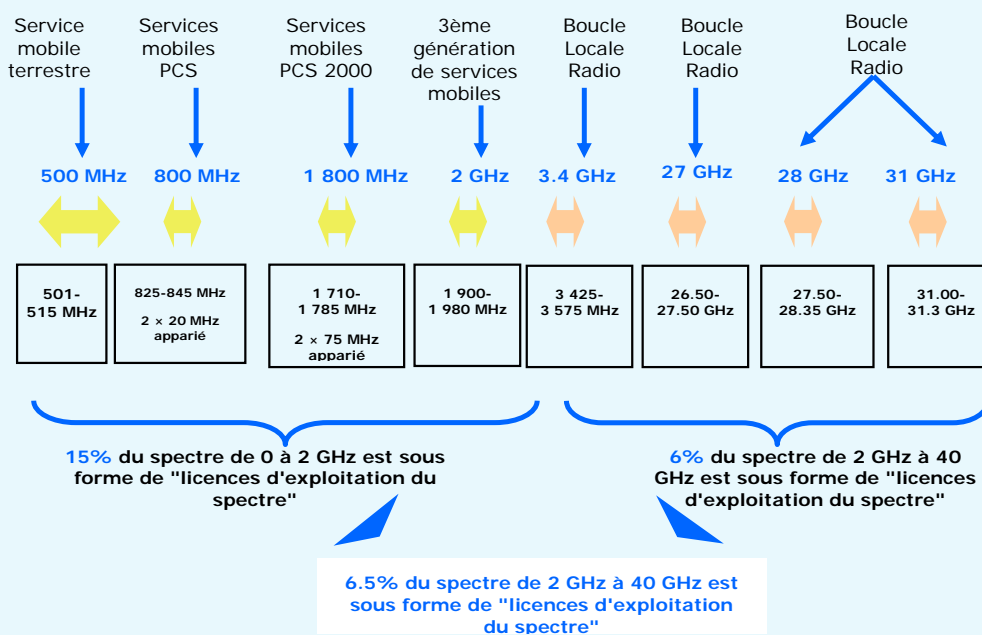 Service
mobile
terrestre
Services
mobiles
PCS
Services
mobiles
PCS 2000
3ème
génération
de services
mobiles
Boucle
Locale
Radio
Boucle
Locale
Radio
Boucle
Locale
Radio
500 MHz
800 MHz
1 800 MHz
2 GHz
3.4 GHz
27 GHz
28 GHz
31 GHz
501-
515 MHz
825-845 MHz
2 × 20 MHz
apparié
1 710-
1 785 MHz
2 × 75 MHz
apparié
1 900-
1 980 MHz
3 425-
3 575 MHz
26.50-
27.50 GHz
27.50-
28.35 GHz
31.00-
31.3 GHz
15% du spectre de 0 à 2 GHz est sous
forme de "licences d'exploitation du
spectre"
6% du spectre de 2 GHz à 40
GHz est sous forme de "licences
d'exploitation du spectre"
6.5% du spectre de 2 GHz à 40 GHz est
sous forme de "licences d'exploitation
du spectre"